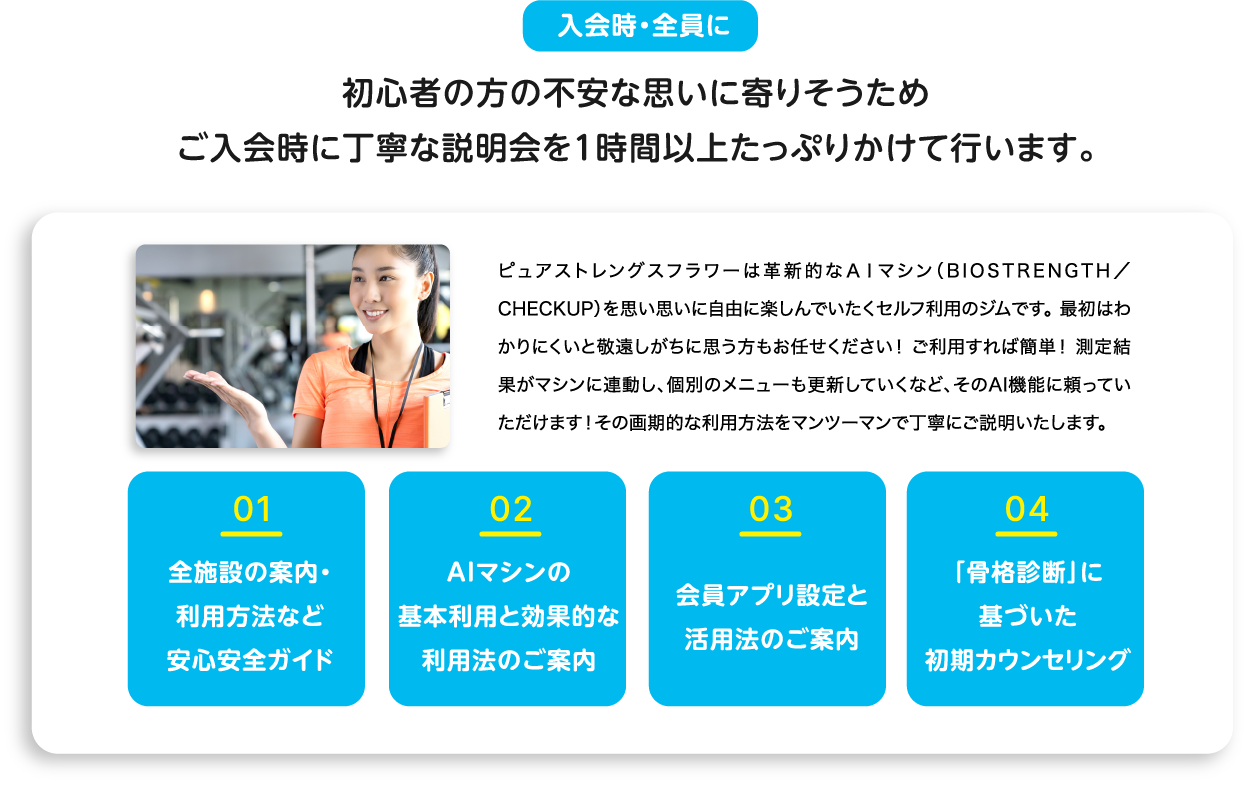 入会時・全員に
初心者の方の不安な思いに寄りそうため
ご入会時に丁寧な説明会を1時間以上たっぷりかけて行います。
ピュアストレングスフラワーは革新的なAIマシン（BIOSTRENGTH／
CHECKUP）を思い思いに自由に楽しんでいたくセルフ利用のジムです。最初はわ
かりにくいと敬遠しがちに思う方もお任せください！ご利用すれば簡単！測定結
果がマシンに連動し、個別のメニューも更新していくなど、そのAI機能に頼ってい
ただけます！その画期的な利用方法をマンツーマンで丁寧にご説明いたします。
01
全施設の案内・
利用方法など
安心安全ガイド
02
AIマシンの
基本利用と効果的な
利用法のご案内
03
会員アプリ設定と
活用法のご案内
04
「骨格診断」に
基づいた
初期カウンセリング